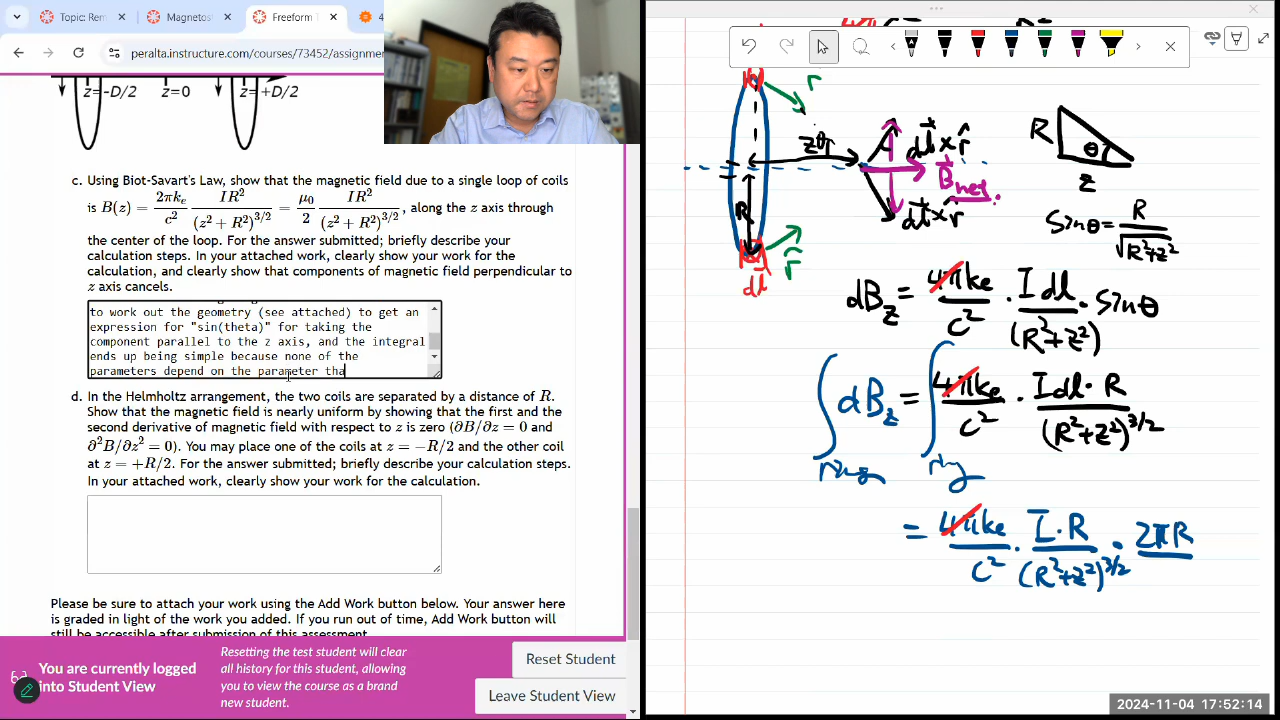 Topic: Rem
Magnetos
Freeform
4
peralta.instructure.com/courses/73452/assignmen
z=-D/2
z=0
z=+D/2
c. Using Biot-Savart's Law, show that the magnetic field due to a single loop of coils
is B(z) = 2πk_e/c² IR²/(z² + R²)^{3/2} = μ₀/2 IR²/(z² + R²)^{3/2}, along the z axis through
the center of the loop. For the answer submitted; briefly describe your
calculation steps. In your attached work, clearly show your work for the
calculation, and clearly show that components of magnetic field perpendicular to
z axis cancels.
to work out the geometry (see attached) to get an
expression for "sin(theta)" for taking the
component parallel to the z axis, and the integral
ends up being simple because none of the
parameters depend on the parameter tha
d. In the Helmholtz arrangement, the two coils are separated by a distance of R.
Show that the magnetic field is nearly uniform by showing that the first and the
second derivative of magnetic field with respect to z is zero (∂B/∂z = 0 and
∂²B/∂z² = 0). You may place one of the coils at z = −R/2 and the other coil
at z = +R/2. For the answer submitted; briefly describe your calculation steps.
In your attached work, clearly show your work for the calculation.
Please be sure to attach your work using the Add Work button below. Your answer here
is graded in light of the work you added. If you run out of time, Add Work button will
still be accessible after submission of this assessment.
You are currently logged
into Student View
Resetting the test student will clear
all history for this student, allowing
you to view the course as a brand
new student.
Reset Student
Leave Student View
r
R
dl
r̂
dl⃗ × r̂
B⃗net.
dl⃗ × r̂
R
θ
z
sinθ = R/√(R²+z²)
dB_z = 4πke/c² · I dl/(R²+z²) · sinθ
∫ring dB_z = ∫ring 4πke/c² · I dl · R/(R²+z²)^{3/2}
= 4πke/c² · I·R/(R²+z²)^{3/2} · 2πR
2024-11-04 17:52:14